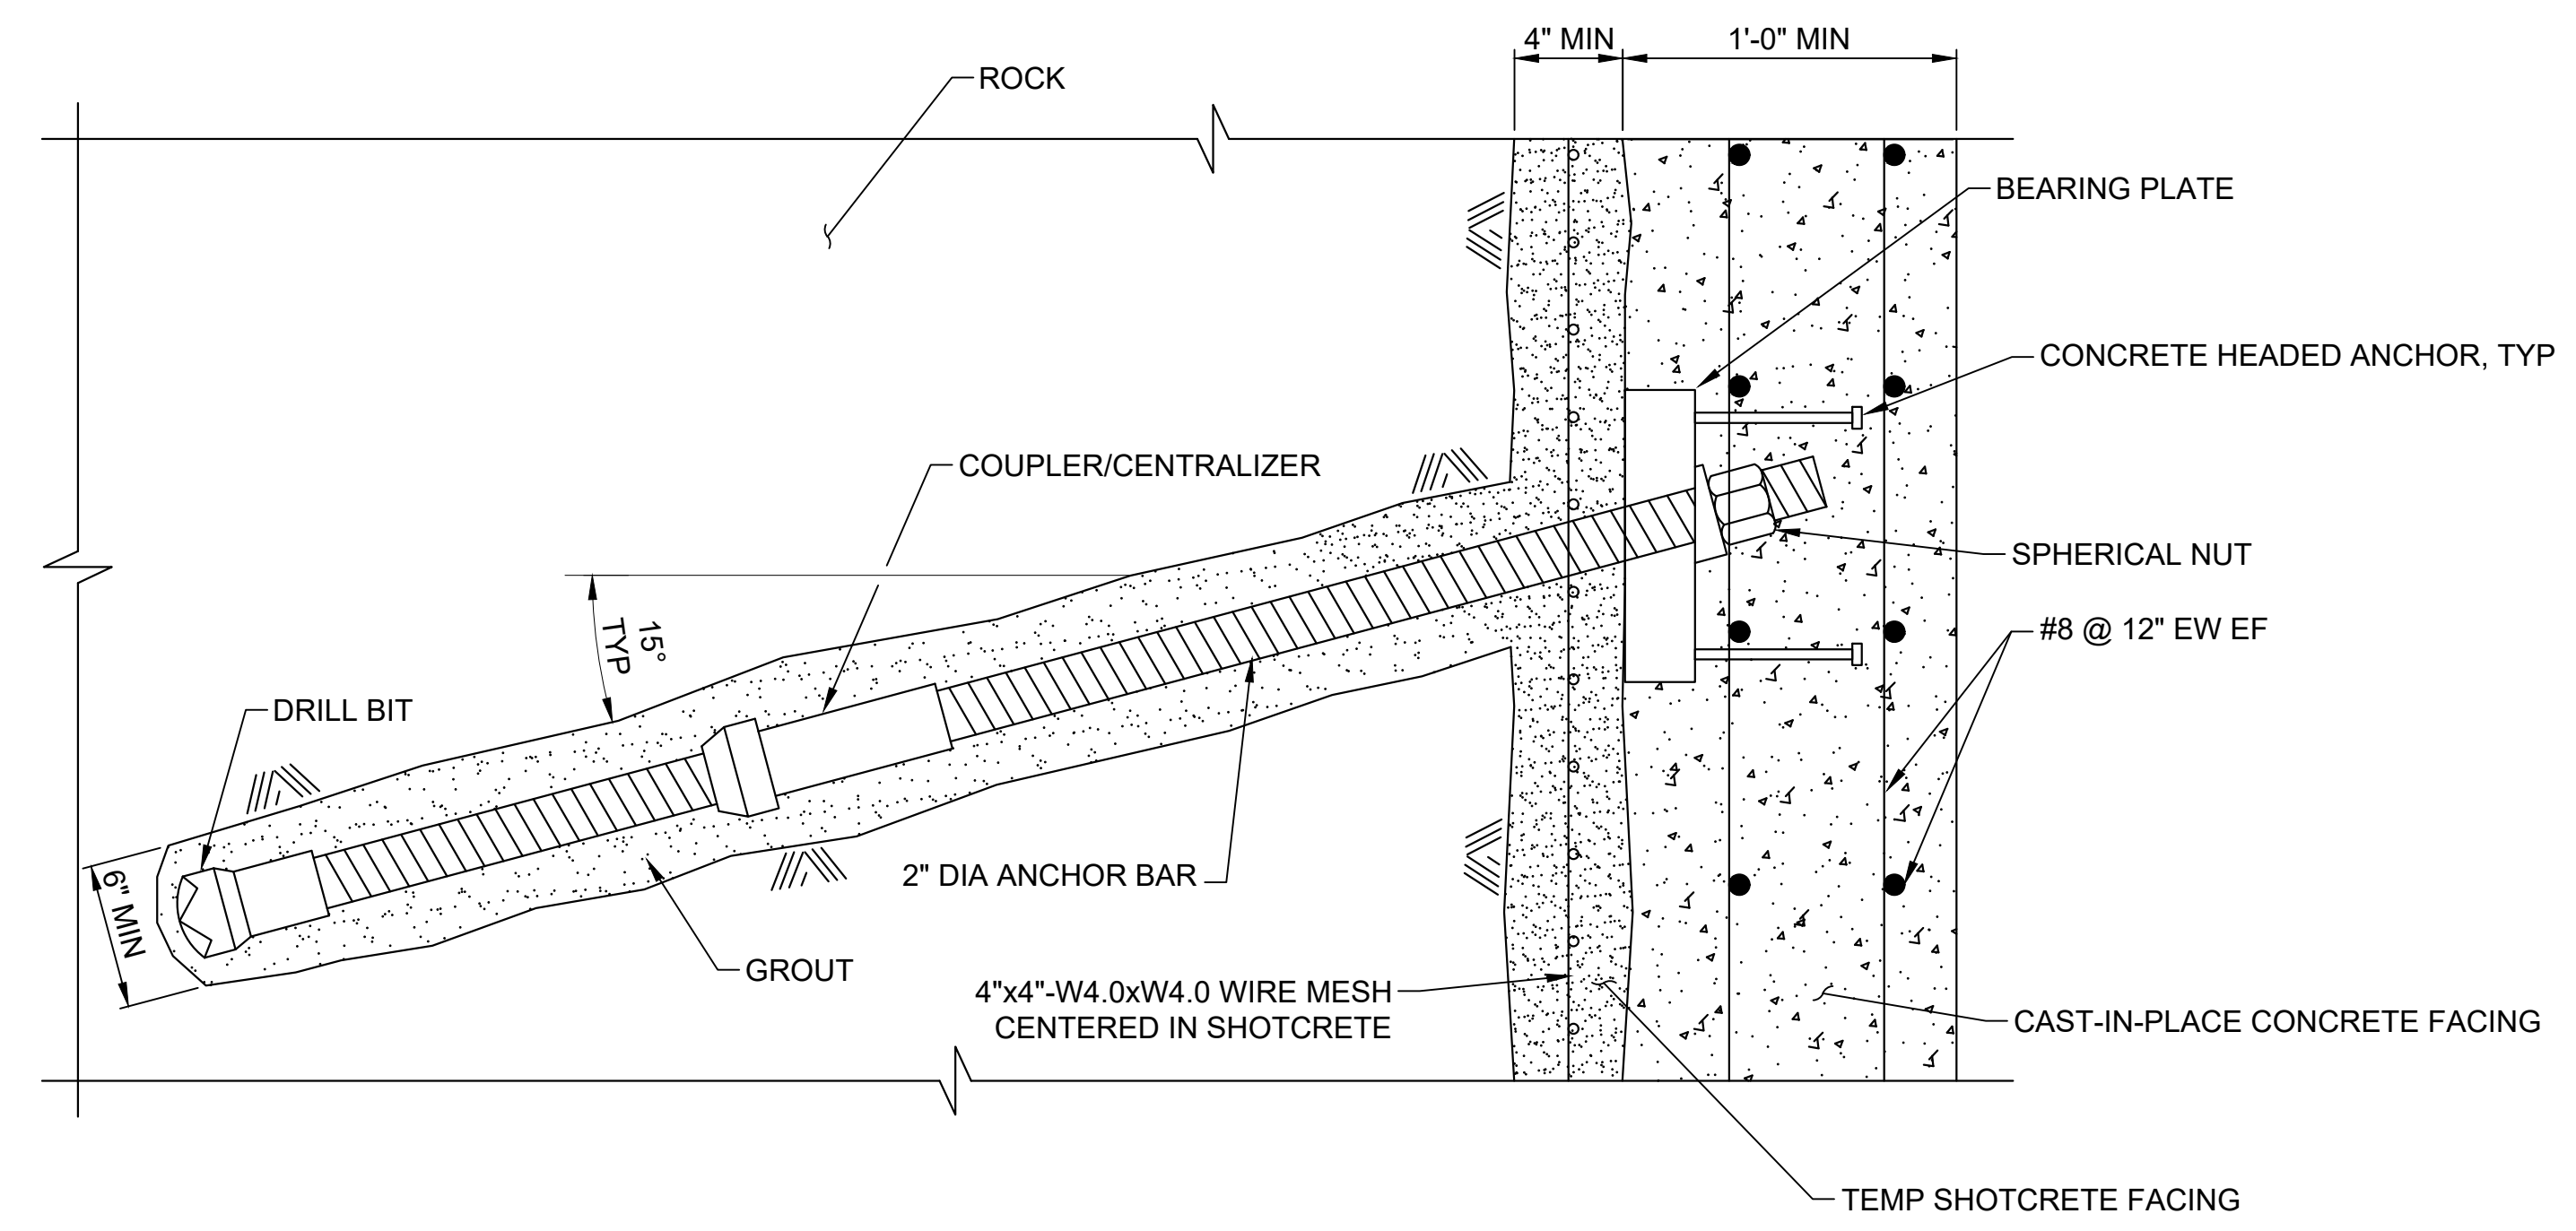 4" MIN
1'-0" MIN
ROCK
BEARING PLATE
CONCRETE HEADED ANCHOR, TYP
COUPLER/CENTRALIZER
SPHERICAL NUT
15°
TYP
#8 @ 12" EW EF
DRILL BIT
2" DIA ANCHOR BAR
6" MIN
GROUT
4"x4"-W4.0xW4.0 WIRE MESH
CENTERED IN SHOTCRETE
CAST-IN-PLACE CONCRETE FACING
TEMP SHOTCRETE FACING